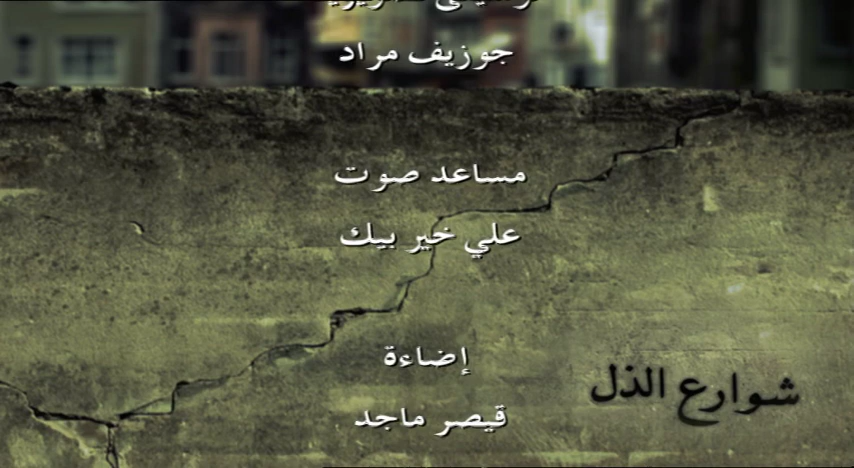 جوزيف مراد
مساعد صوت
علي خير بيك
إضاءة
قيصر ماجد
شوارع الذل